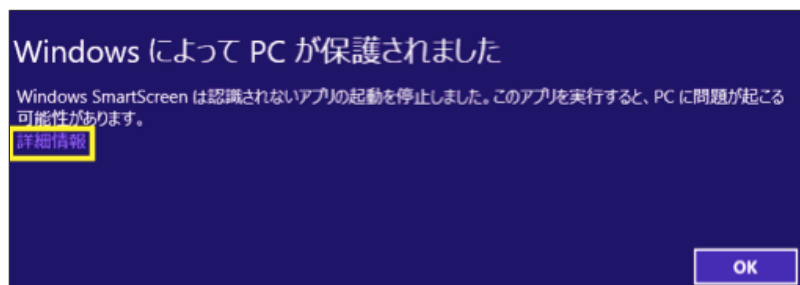 Windows によって PC が保護されました
Windows SmartScreen は認識されないアプリの起動を停止しました。このアプリを実行すると、PC に問題が起こる
可能性があります。
詳細情報
OK